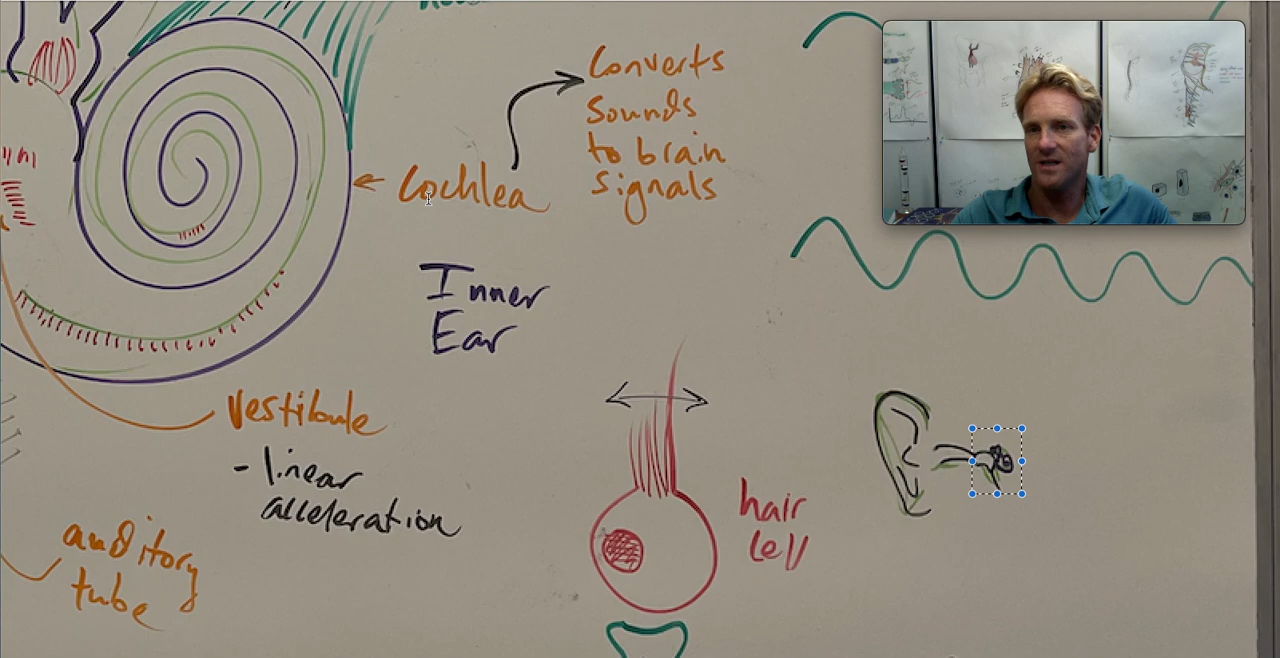 Converts
sounds
to brain
signals
Cochlea
Inner
Ear
vestibule
- linear
acceleration
auditory
tube
hair
cell